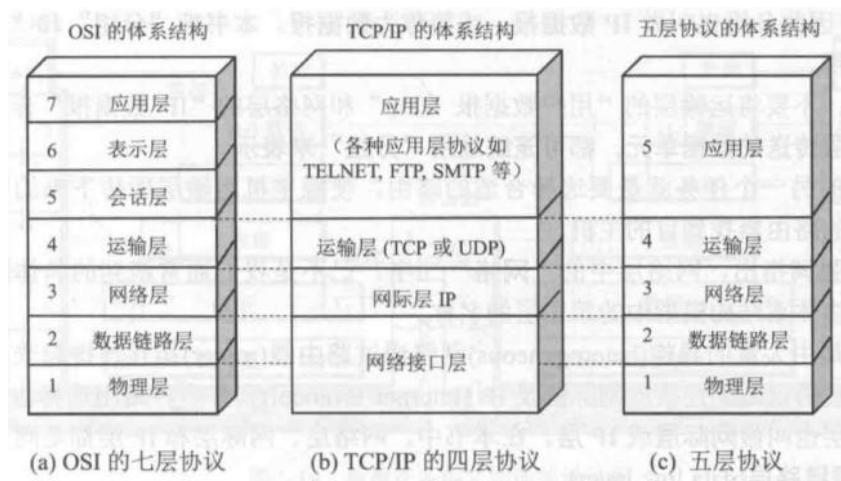 OSI 的体系结构
7 应用层
6 表示层
5 会话层
4 运输层
3 网络层
2 数据链路层
1 物理层
(a) OSI 的七层协议
TCP/IP 的体系结构
应用层
（各种应用层协议如
TELNET, FTP, SMTP 等）
运输层 (TCP 或 UDP)
网际层 IP
网络接口层
(b) TCP/IP 的四层协议
五层协议的体系结构
5 应用层
4 运输层
3 网络层
2 数据链路层
1 物理层
(c) 五层协议